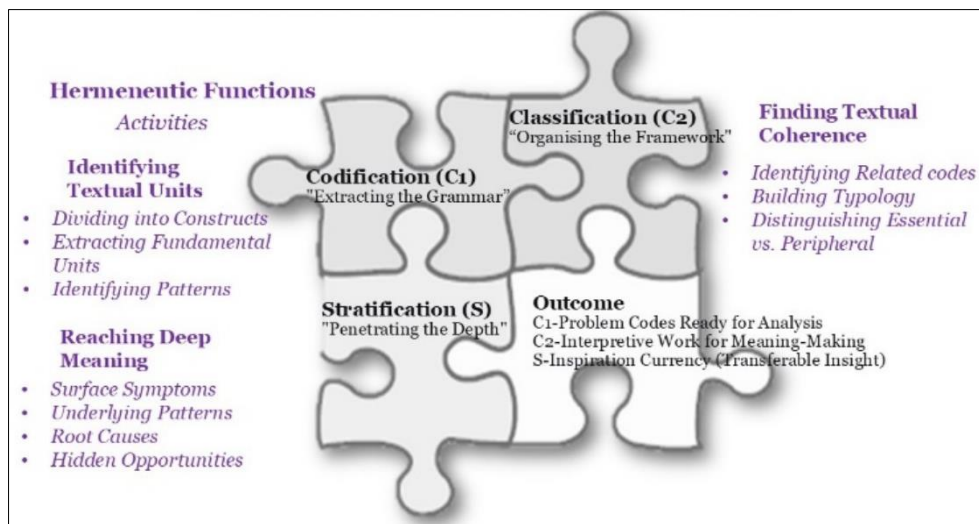 Hermeneutic Functions
Activities
Identifying
Textual Units
• Dividing into Constructs
• Extracting Fundamental
Units
• Identifying Patterns
Reaching Deep
Meaning
• Surface Symptoms
• Underlying Patterns
• Root Causes
• Hidden Opportunities
Codification (C1)
"Extracting the Grammar”
Classification (C2)
“Organising the Framework"
Stratification (S)
"Penetrating the Depth"
Outcome
C1-Problem Codes Ready for Analysis
C2-Interpretive Work for Meaning-Making
S-Inspiration Currency (Transferable Insight)
Finding Textual
Coherence
• Identifying Related codes
• Building Typology
• Distinguishing Essential
vs. Peripheral